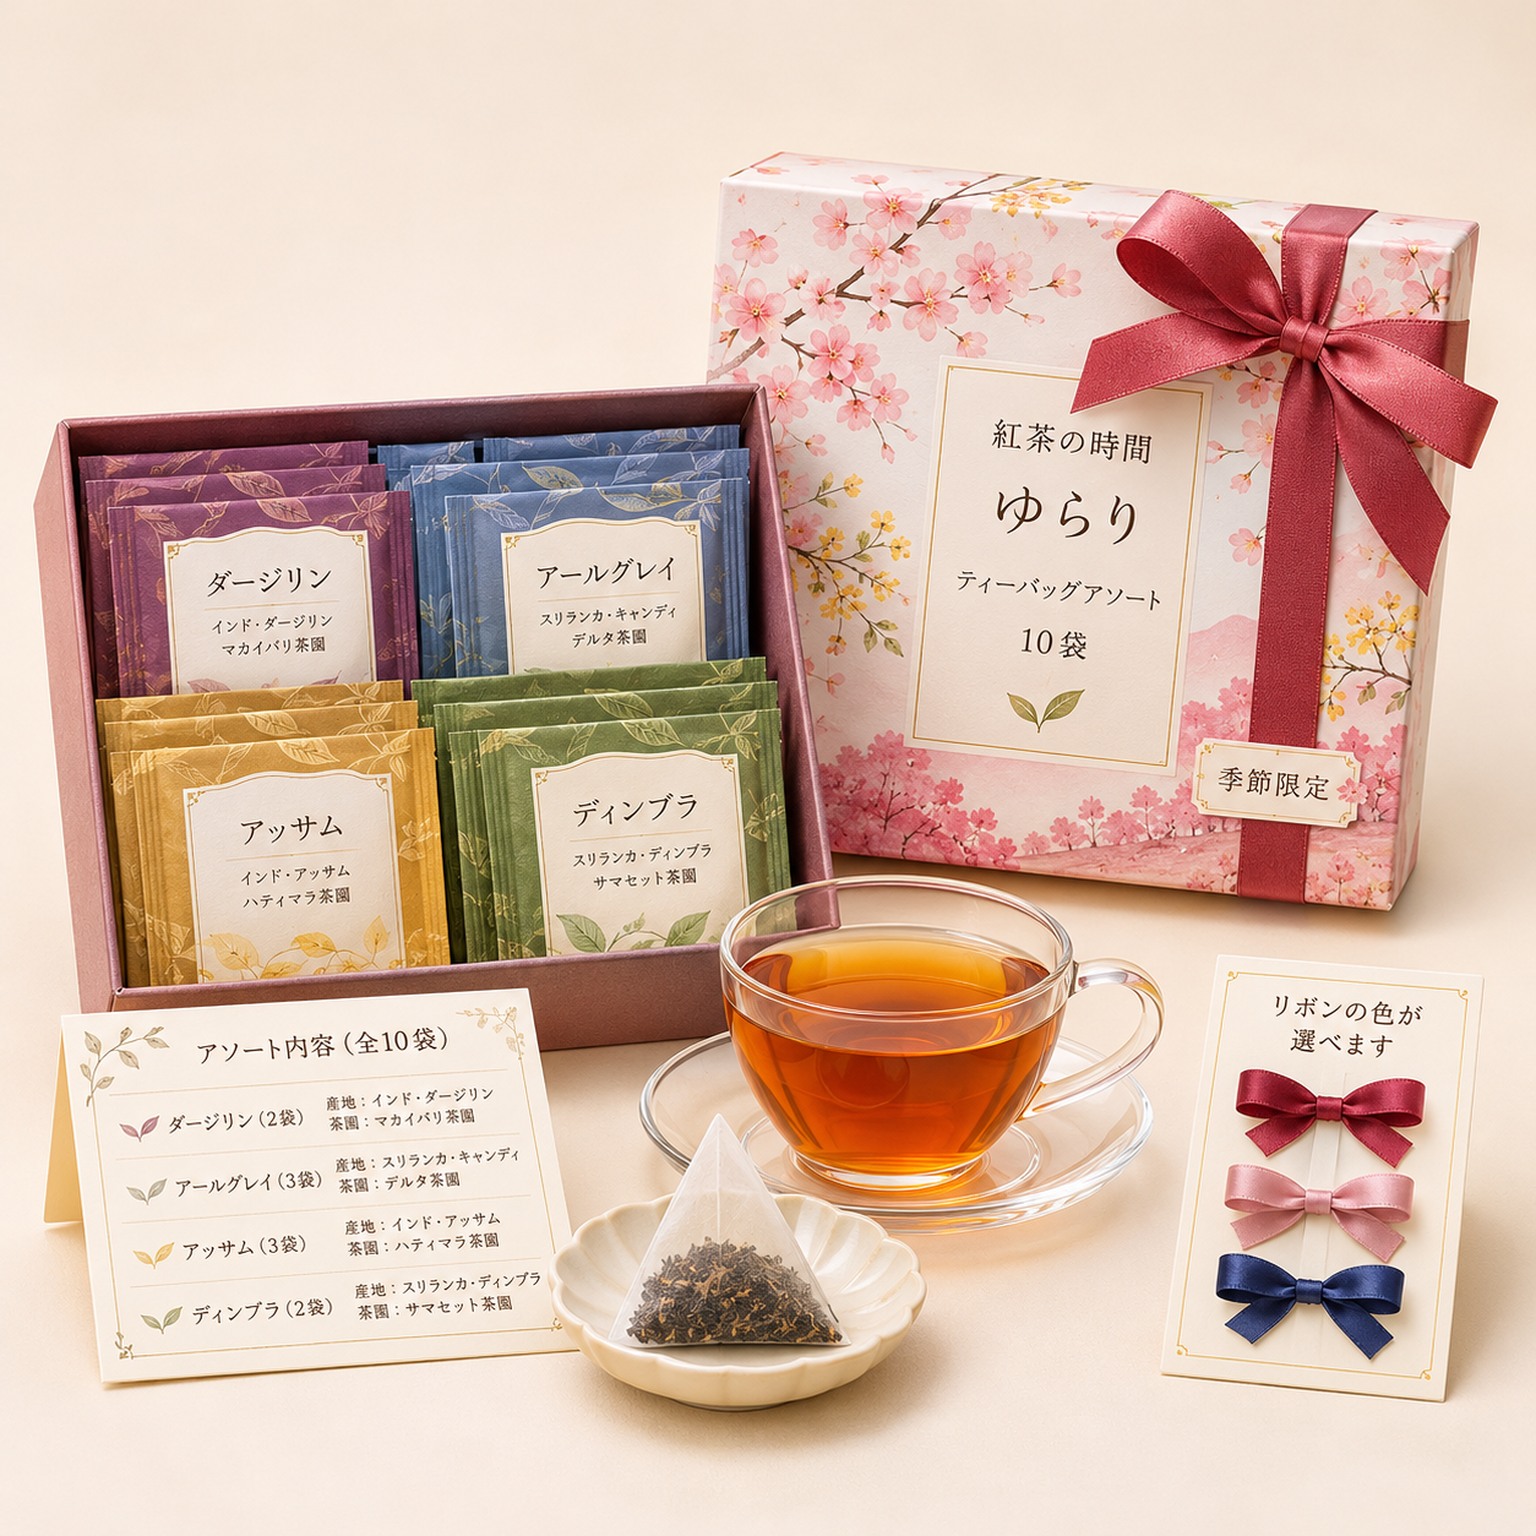 紅茶の時間
ゆらり
ティーバッグアソート
10袋
季節限定
ダージリン
インド・ダージリン
マカイバリ茶園
アールグレイ
スリランカ・キャンディ
デルタ茶園
アッサム
インド・アッサム
ハティマラ茶園
ディンブラ
スリランカ・ディンブラ
サマセット茶園
アソート内容(全10袋)
ダージリン(2袋)
産地:インド・ダージリン
茶園:マカイバリ茶園
アールグレイ(3袋)
産地:スリランカ・キャンディ
茶園:デルタ茶園
アッサム(3袋)
産地:インド・アッサム
茶園:ハティマラ茶園
ディンブラ(2袋)
産地:スリランカ・ディンブラ
茶園:サマセット茶園
リボンの色が
選べます